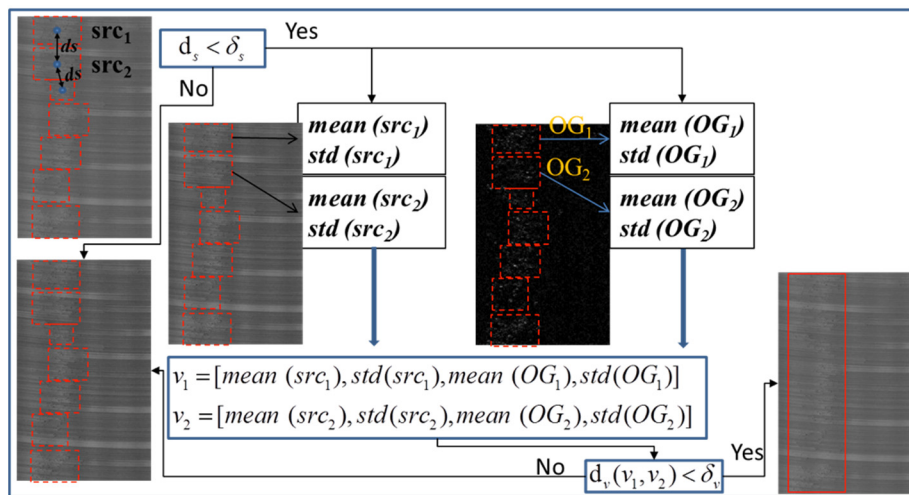 src₁
ds
src₂
ds
dₛ < δₛ
Yes
No
mean (src₁)
std (src₁)
mean (src₂)
std (src₂)
OG₁
OG₂
mean (OG₁)
std (OG₁)
mean (OG₂)
std (OG₂)
v₁ = [mean (src₁), std(src₁), mean (OG₁), std(OG₁)]
v₂ = [mean (src₂), std(src₂), mean (OG₂), std(OG₂)]
No
Yes
dᵥ(v₁,v₂) < δᵥ